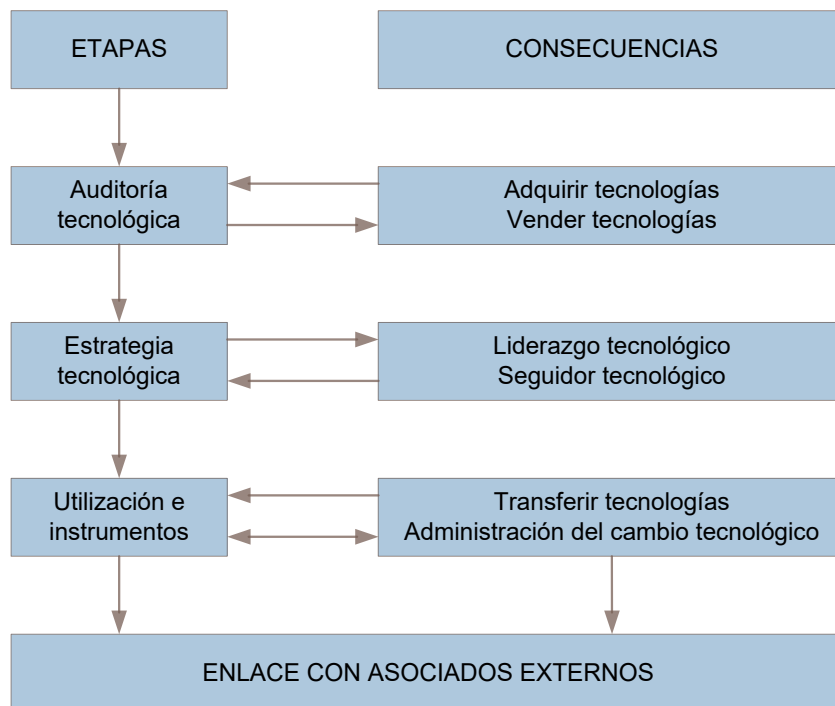 ETAPAS
CONSECUENCIAS
Auditoría
tecnológica
Adquirir tecnologías
Vender tecnologías
Estrategia
tecnológica
Liderazgo tecnológico
Seguidor tecnológico
Utilización e
instrumentos
Transferir tecnologías
Administración del cambio tecnológico
ENLACE CON ASOCIADOS EXTERNOS